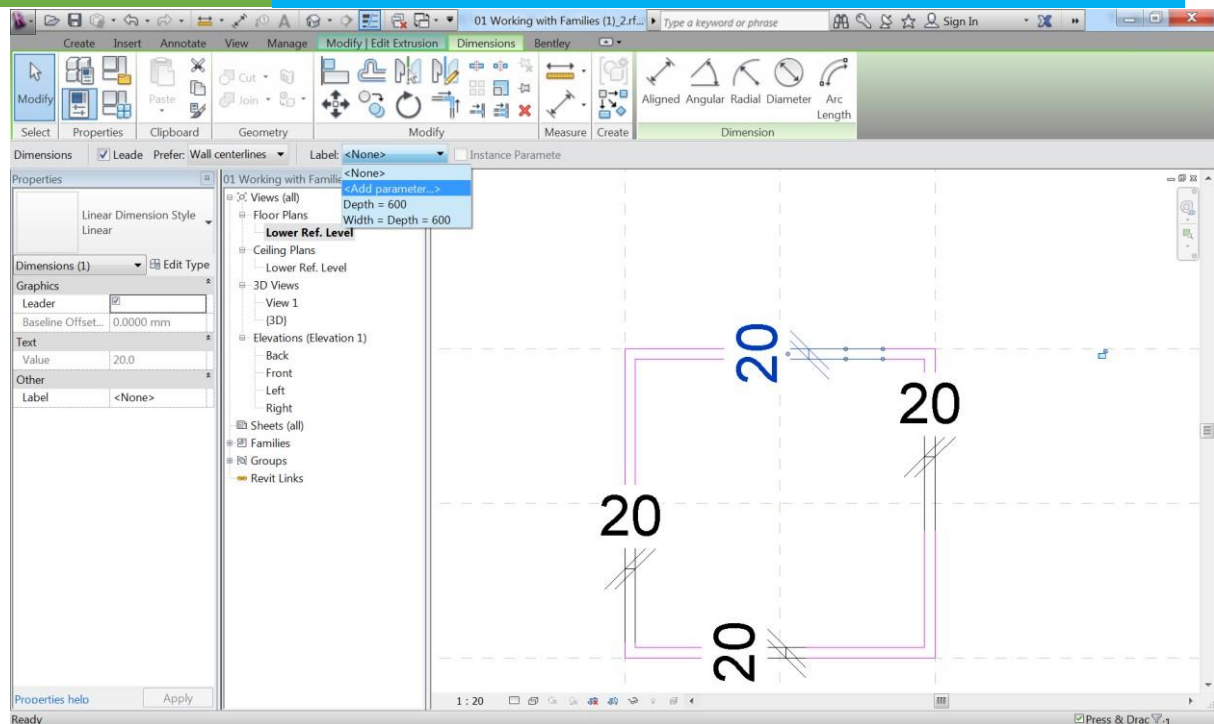 01 Working with Families (1)_2.rf...
Type a keyword or phrase
Sign In
Create Insert Annotate View Manage Modify | Edit Extrusion Dimensions Bentley
Modify
Paste
Cut
Join
Aligned Angular Radial Diameter Arc Length
Select Properties Clipboard Geometry Modify Measure Create Dimension
Dimensions Leade Prefer: Wall centerlines Label: <None> Instance Paramete
<None>
<Add parameter...>
Depth = 600
Width = Depth = 600
Properties
Linear Dimension Style
Linear
Dimensions (1) Edit Type
Graphics
Leader
Baseline Offset... 0.0000 mm
Text
Value 20.0
Other
Label <None>
Properties help Apply
01 Working with Familie
Views (all)
Floor Plans
Lower Ref. Level
Ceiling Plans
Lower Ref. Level
3D Views
View 1
{3D}
Elevations (Elevation 1)
Back
Front
Left
Right
Sheets (all)
Families
Groups
Revit Links
20
20
20
20
1 : 20
Ready
Press & Drac
:1